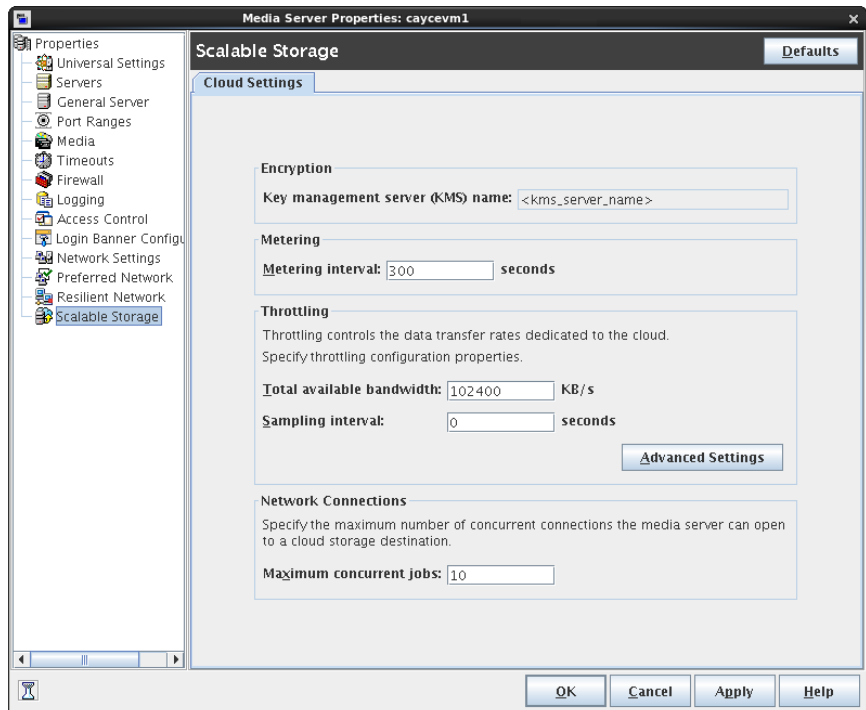 Media Server Properties: caycevm1
Properties
Universal Settings
Servers
General Server
Port Ranges
Media
Timeouts
Firewall
Logging
Access Control
Login Banner Configu
Network Settings
Preferred Network
Resilient Network
Scalable Storage
Scalable Storage
Defaults
Cloud Settings
Encryption
Key management server (KMS) name: <kms_server_name>
Metering
Metering interval: 300 seconds
Throttling
Throttling controls the data transfer rates dedicated to the cloud.
Specify throttling configuration properties.
Total available bandwidth: 102400 KB/s
Sampling interval: 0 seconds
Advanced Settings
Network Connections
Specify the maximum number of concurrent connections the media server can open
to a cloud storage destination.
Maximum concurrent jobs: 10
OK Cancel Apply Help